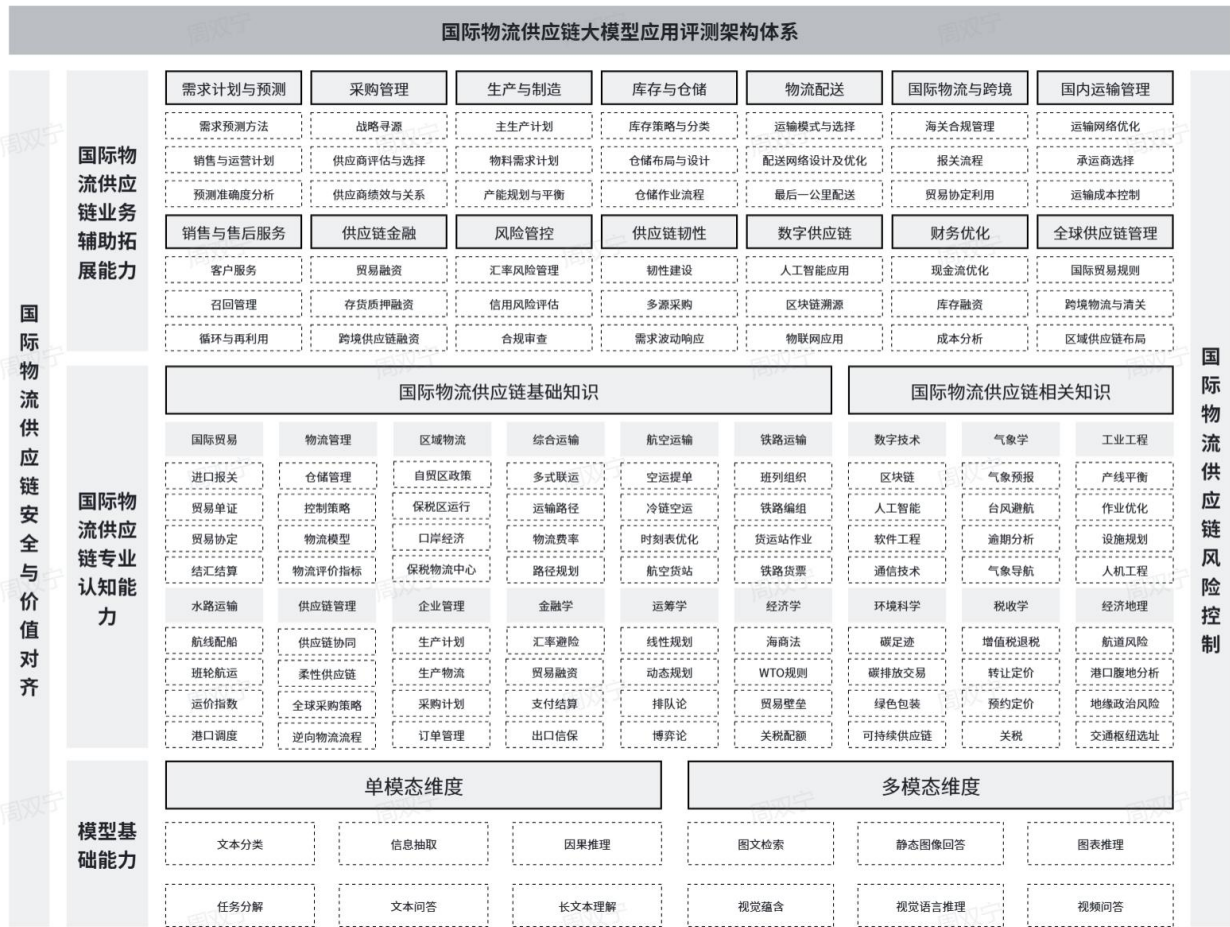 国际物流供应链大模型应用评测架构体系
国际物流供应链安全与价值对齐
国际物流供应链业务辅助拓展能力
需求计划与预测 采购管理 生产与制造 库存与仓储 物流配送 国际物流与跨境 国内运输管理
需求预测方法 战略寻源 主生产计划 库存策略与分类 运输模式与选择 海关合规管理 运输网络优化
销售与运营计划 供应商评估与选择 物料需求计划 仓储布局与设计 配送网络设计及优化 报关流程 承运商选择
预测准确度分析 供应商绩效与关系 产能规划与平衡 仓储作业流程 最后一公里配送 贸易协定利用 运输成本控制
销售与售后服务 供应链金融 风险管控 供应链韧性 数字供应链 财务优化 全球供应链管理
客户服务 贸易融资 汇率风险管理 韧性建设 人工智能应用 现金流优化 国际贸易规则
召回管理 存货质押融资 信用风险评估 多源采购 区块链溯源 库存融资 跨境物流与清关
循环与再利用 跨境供应链融资 合规审查 需求波动响应 物联网应用 成本分析 区域供应链布局
国际物流供应链专业认知能力
国际物流供应链基础知识 国际物流供应链相关知识
国际贸易 物流管理 区域物流 综合运输 航空运输 铁路运输 数字技术 气象学 工业工程
进口报关 仓储管理 自贸区政策 多式联运 空运提单 班列组织 区块链 气象预报 产线平衡
贸易单证 控制策略 保税区运行 运输路径 冷链空运 铁路编组 人工智能 台风避航 作业优化
贸易协定 物流模型 口岸经济 物流费率 时刻表优化 货运站作业 软件工程 逾期分析 设施规划
结汇结算 物流评价指标 保税物流中心 路径规划 航空货站 铁路货票 通信技术 气象导航 人机工程
水路运输 供应链管理 企业管理 金融学 运筹学 经济学 环境科学 税收学 经济地理
航线配船 供应链协同 生产计划 汇率避险 线性规划 海商法 碳足迹 增值税退税 航道风险
班轮航运 柔性供应链 生产物流 贸易融资 动态规划 WTO规则 碳排放交易 转让定价 港口腹地分析
运价指数 全球采购策略 采购计划 支付结算 排队论 贸易壁垒 绿色包装 预约定价 地缘政治风险
港口调度 逆向物流流程 订单管理 出口信保 博弈论 关税配额 可持续供应链 关税 交通枢纽选址
模型基础能力
单模态维度 多模态维度
文本分类 信息抽取 因果推理 图文检索 静态图像回答 图表推理
任务分解 文本问答 长文本理解 视觉蕴含 视觉语言推理 视频问答
国际物流供应链风险控制
周双宁